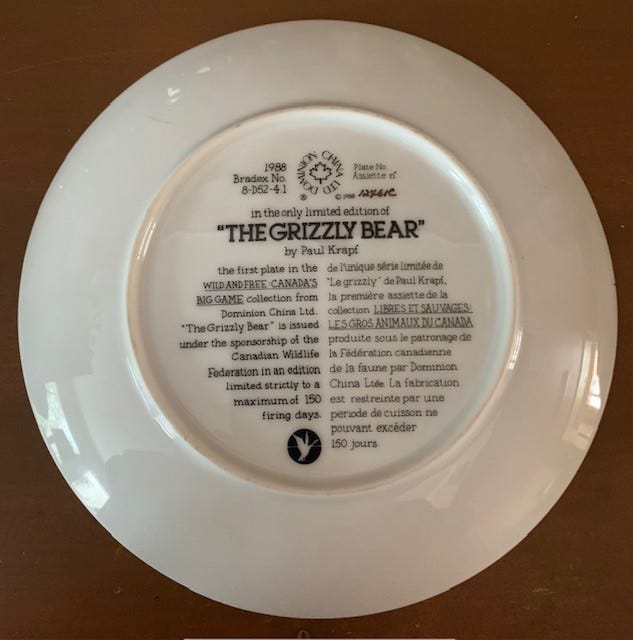 1988
Bradex No.
8-D52-4.1
DOMINION CHINA LTD
® © 1988
Plate No
Assiette n°
in the only limited edition of
"THE GRIZZLY BEAR"
by Paul Krapf
the first plate in the
WILD AND FREE: CANADA'S
BIG GAME collection from
Dominion China Ltd.
"The Grizzly Bear" is issued
under the sponsorship of the
Canadian Wildlife
Federation in an edition
limited strictly to a
maximum of 150
firing days.
de l'unique série limitée de
"Le grizzly" de Paul Krapf,
la première assiette de la
collection LIBRES ET SAUVAGES:
LES GROS ANIMAUX DU CANADA
produite sous le patronage de
la Fédération canadienne
de la faune par Dominion
China Ltée. La fabrication
est restreinte par une
période de cuisson ne
pouvant excéder
150 jours.